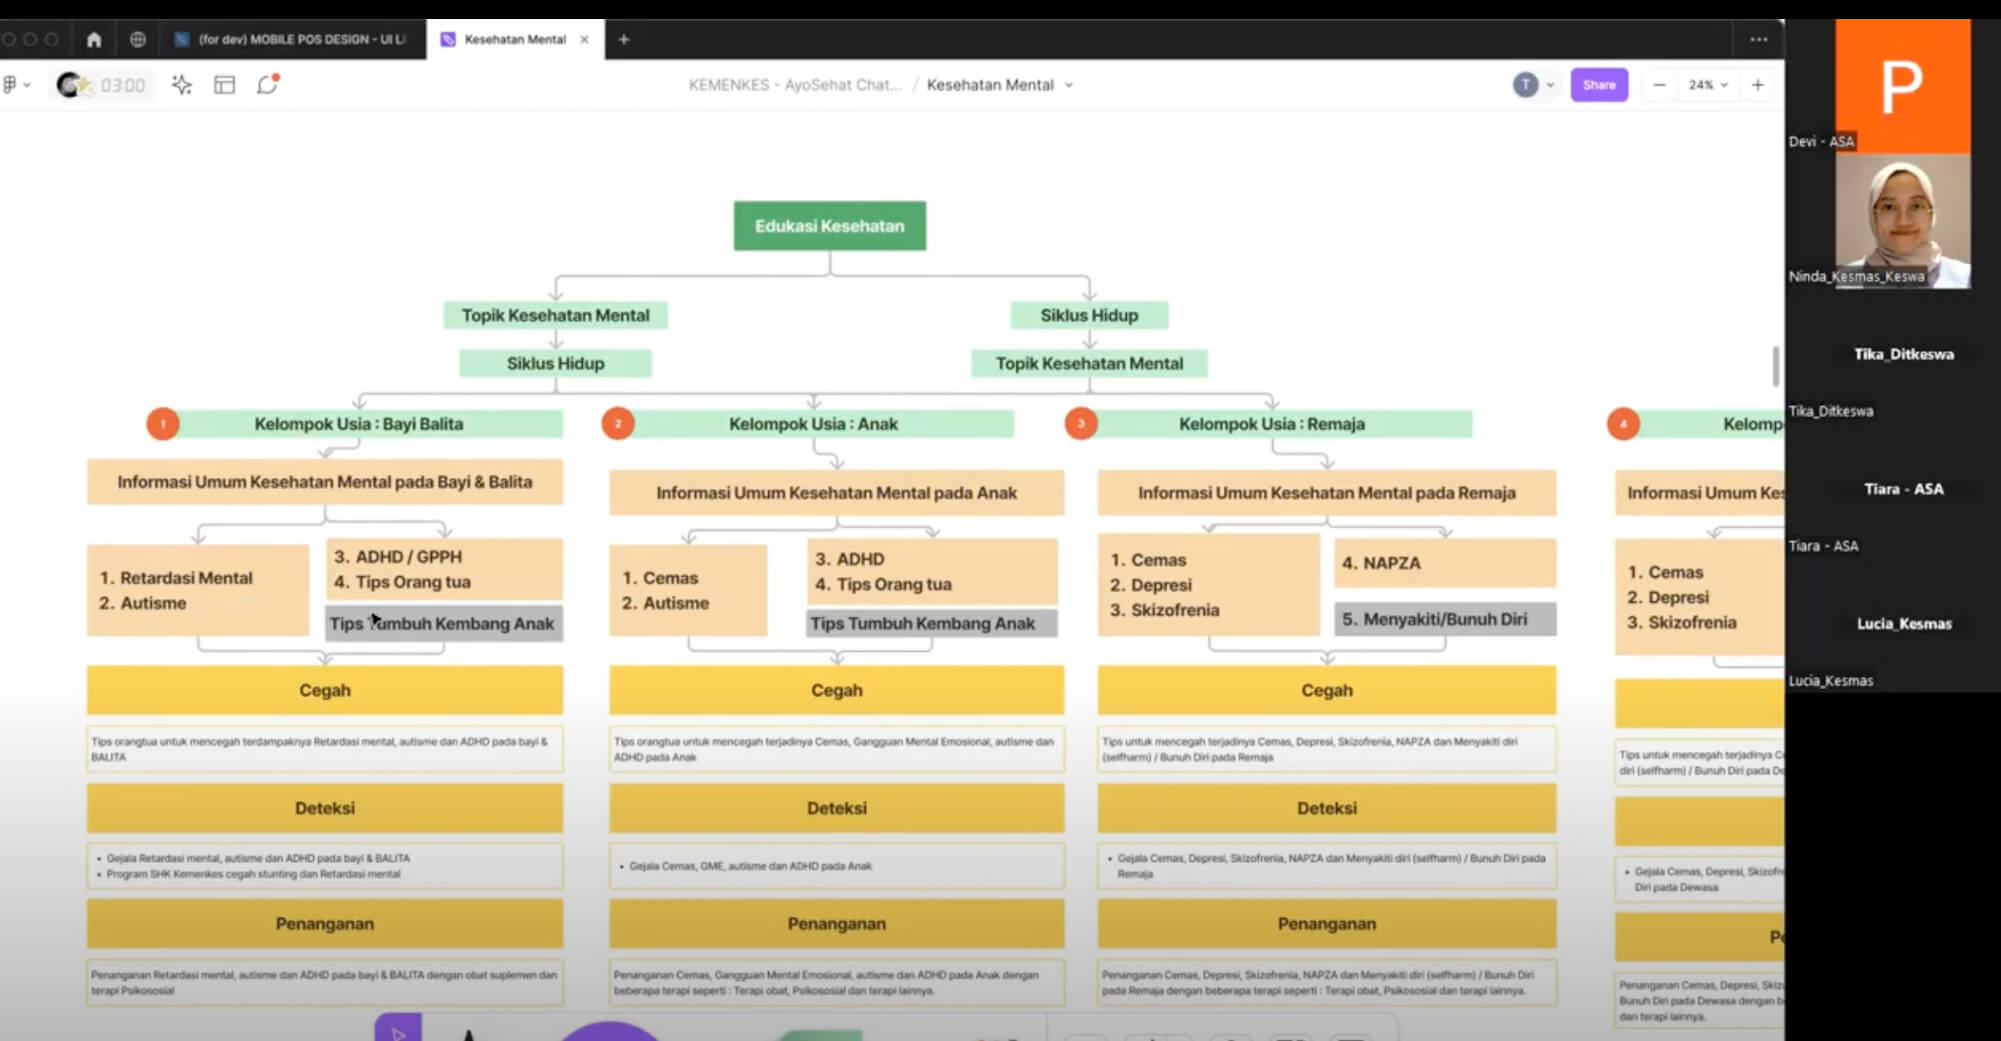 (for dev) MOBILE POS DESIGN - UI LI
Kesehatan Mental
03:00
KEMENKES - AyoSehat Chat... / Kesehatan Mental
T
Share
24%
P
Devi - ASA
Ninda_Kesmas_Keswa
Tika_Ditkeswa
Tika_Ditkeswa
Tiara - ASA
Tiara - ASA
Lucia_Kesmas
Lucia_Kesmas
Edukasi Kesehatan
Topik Kesehatan Mental
Siklus Hidup
Siklus Hidup
Topik Kesehatan Mental
1
Kelompok Usia : Bayi Balita
Informasi Umum Kesehatan Mental pada Bayi & Balita
1. Retardasi Mental
2. Autisme
3. ADHD / GPPH
4. Tips Orang tua
Tips Tumbuh Kembang Anak
Cegah
Tips orangtua untuk mencegah terdampaknya Retardasi mental, autisme dan ADHD pada bayi &
BALITA
Deteksi
• Gejala Retardasi mental, autisme dan ADHD pada bayi & BALITA
• Program SHK Kemenkes cegah stunting dan Retardasi mental
Penanganan
Penanganan Retardasi mental, autisme dan ADHD pada bayi & BALITA dengan obat suplemen dan
terapi Psikososial
2
Kelompok Usia : Anak
Informasi Umum Kesehatan Mental pada Anak
1. Cemas
2. Autisme
3. ADHD
4. Tips Orang tua
Tips Tumbuh Kembang Anak
Cegah
Tips orangtua untuk mencegah terjadinya Cemas, Gangguan Mental Emosional, autisme dan
ADHD pada Anak
Deteksi
• Gejala Cemas, GME, autisme dan ADHD pada Anak
Penanganan
Penanganan Cemas, Gangguan Mental Emosional, autisme dan ADHD pada Anak dengan
beberapa terapi seperti : Terapi obat, Psikososial dan terapi lainnya.
3
Kelompok Usia : Remaja
Informasi Umum Kesehatan Mental pada Remaja
1. Cemas
2. Depresi
3. Skizofrenia
4. NAPZA
5. Menyakiti/Bunuh Diri
Cegah
Tips untuk mencegah terjadinya Cemas, Depresi, Skizofrenia, NAPZA dan Menyakiti diri
(selfharm) / Bunuh Diri pada Remaja
Deteksi
• Gejala Cemas, Depresi, Skizofrenia, NAPZA dan Menyakiti diri (selfharm) / Bunuh Diri pada
Remaja
Penanganan
Penanganan Cemas, Depresi, Skizofrenia, NAPZA dan Menyakiti diri (selfharm) / Bunuh Diri
pada Remaja dengan beberapa terapi seperti : Terapi obat, Psikososial dan terapi lainnya.
4
Kelomp
Informasi Umum Kes
1. Cemas
2. Depresi
3. Skizofrenia
Tips untuk mencegah terjadinya C
diri (selfharm) / Bunuh Diri pada De
• Gejala Cemas, Depresi, Skizofre
Diri pada Dewasa
Pe
Penanganan Cemas, Depresi, Skiz
Bunuh Diri pada Dewasa dengan b
dan terapi lainnya.